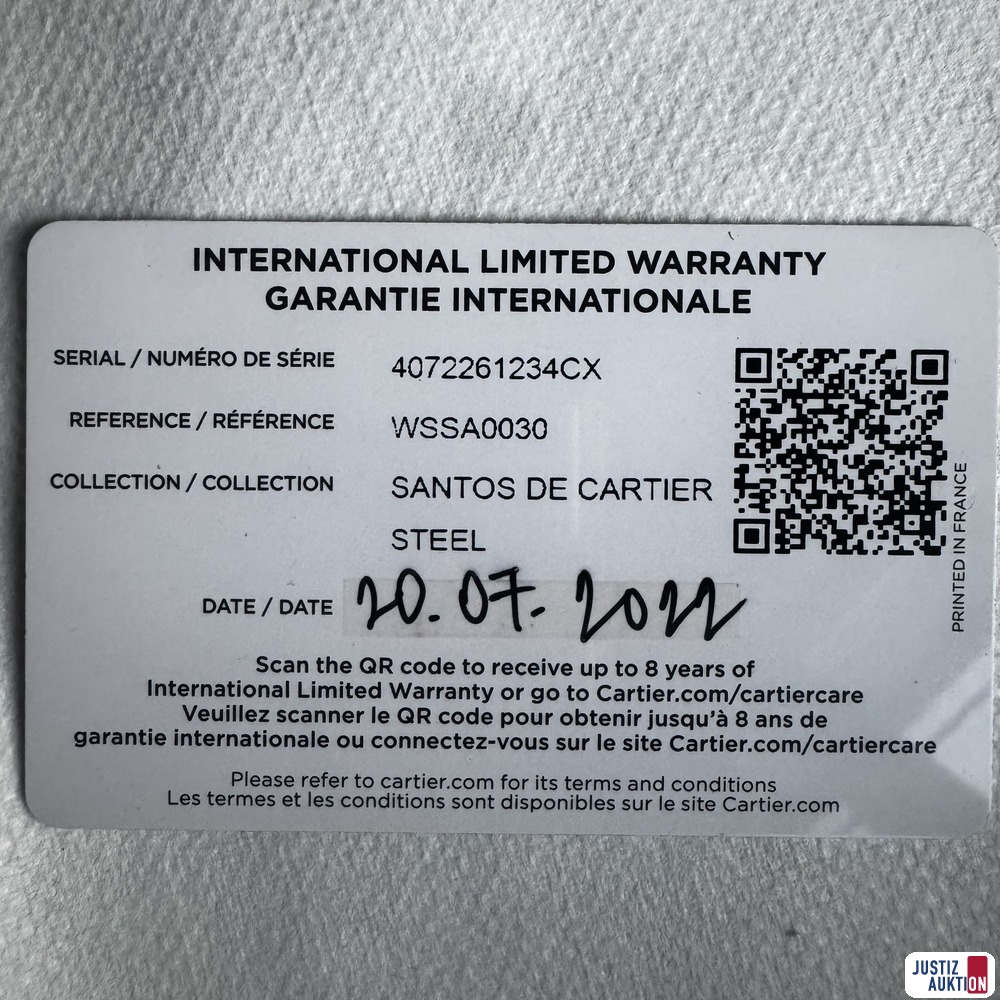 INTERNATIONAL LIMITED WARRANTY
GARANTIE INTERNATIONALE
SERIAL / NUMÉRO DE SÉRIE 4072261234CX
REFERENCE / RÉFÉRENCE WSSA0030
COLLECTION / COLLECTION SANTOS DE CARTIER
STEEL
PRINTED IN FRANCE
DATE / DATE 20.07.2022
Scan the QR code to receive up to 8 years of
International Limited Warranty or go to Cartier.com/cartiercare
Veuillez scanner le QR code pour obtenir jusqu'à 8 ans de
garantie internationale ou connectez-vous sur le site Cartier.com/cartiercare
Please refer to cartier.com for its terms and conditions
Les termes et les conditions sont disponibles sur le site Cartier.com
JUSTIZ
AUKTION